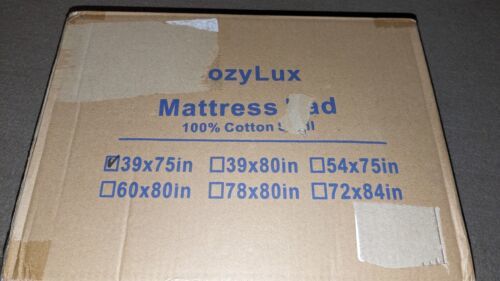 ozyLux
Mattress
100% Cotton
☑39x75in ☐39x80in ☐54x75in
☐60x80in ☐78x80in ☐72x84in